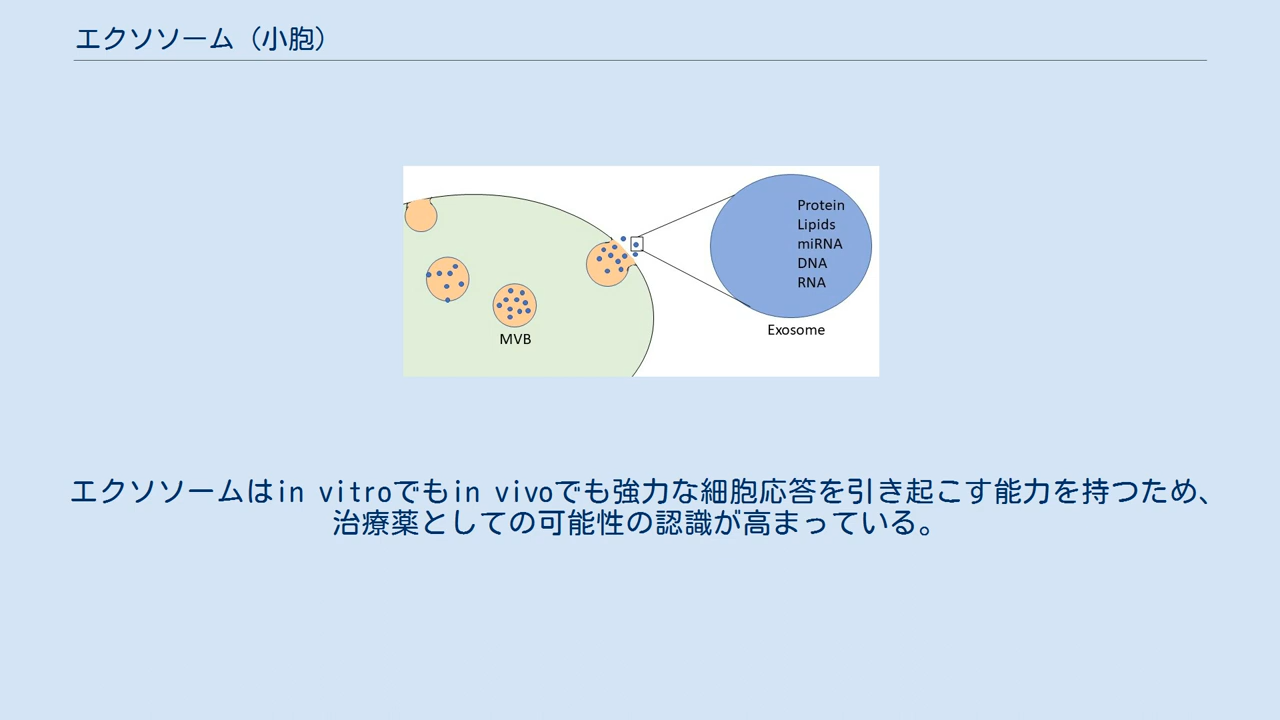 エクソソーム（小胞）
Protein
Lipids
miRNA
DNA
RNA
MVB
Exosome
エクソソームはin vitroでもin vivoでも強力な細胞応答を引き起こす能力を持つため、
治療薬としての可能性の認識が高まっている。